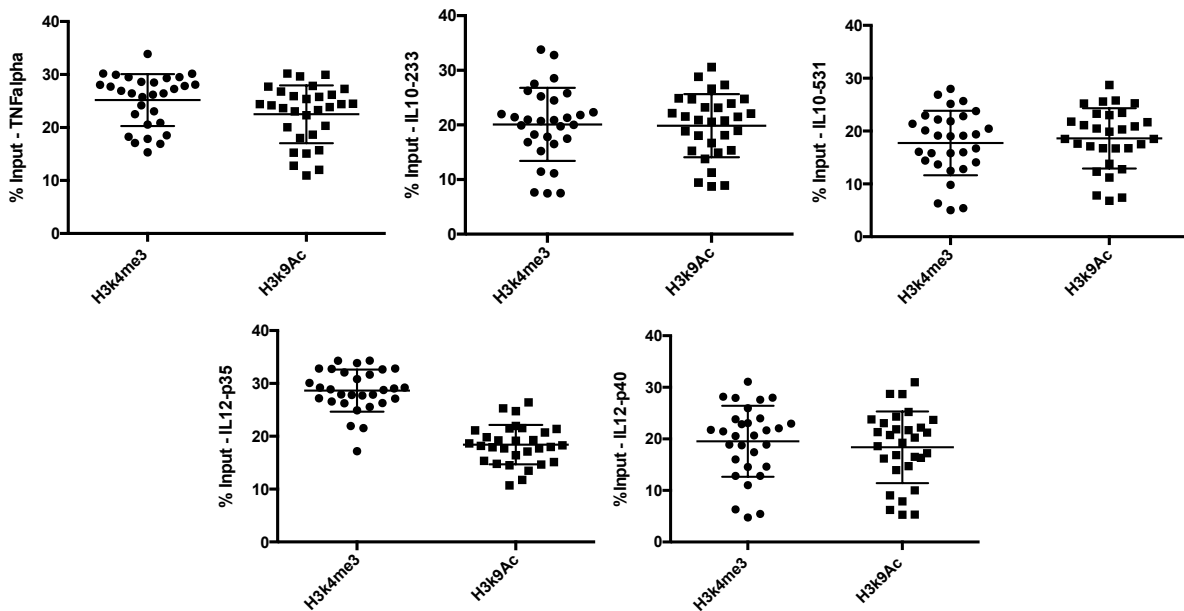 % Input - TNFalpha
40
30
20
10
0
H3k4me3
H3k9Ac
% Input - IL10-233
40
30
20
10
0
H3k4me3
H3k9Ac
% Input - IL10-531
40
30
20
10
0
H3k4me3
H3k9Ac
% Input - IL12-p35
40
30
20
10
0
H3k4me3
H3k9Ac
%Input - IL12-p40
40
30
20
10
0
H3k4me3
H3k9Ac